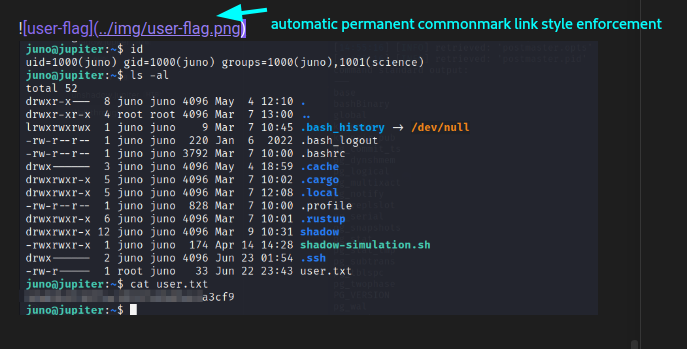 automatic permanent commonmark link style enforcement
![user-flag](../img/user-flag.png)
juno@jupiter:~$ id
uid=1000(juno) gid=1000(juno) groups=1000(juno),1001(science)
juno@jupiter:~$ ls -al
total 52
drwxr-x--- 8 juno juno 4096 May 4 12:10 .
drwxr-xr-x 4 root root 4096 Mar 7 13:00 ..
lrwxrwxrwx 1 juno juno 9 Mar 7 10:45 .bash_history → /dev/null
-rw-r--r-- 1 juno juno 220 Jan 6 2022 .bash_logout
-rw-r--r-- 1 juno juno 3792 Mar 7 10:00 .bashrc
drwx------ 3 juno juno 4096 May 4 18:59 .cache
drwxrwxr-x 5 juno juno 4096 Mar 7 10:02 .cargo
drwxrwxr-x 5 juno juno 4096 Mar 7 12:08 .local
-rw-r--r-- 1 juno juno 828 Mar 7 10:00 .profile
drwxrwxr-x 6 juno juno 4096 Mar 7 10:01 .rustup
drwxrwxr-x 12 juno juno 4096 Mar 9 10:31 shadow
-rwxrwxr-x 1 juno juno 174 Apr 14 14:28 shadow-simulation.sh
drwx------ 2 juno juno 4096 Jun 23 01:54 .ssh
-rw-r----- 1 root juno 33 Jun 22 23:43 user.txt
juno@jupiter:~$ cat user.txt
a3cf9
juno@jupiter:~$